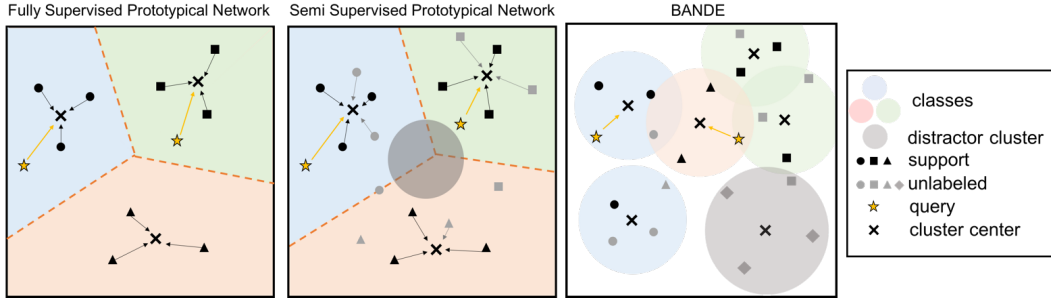 Fully Supervised Prototypical Network
Semi Supervised Prototypical Network
BANDE
classes
distractor cluster
support
unlabeled
query
cluster center